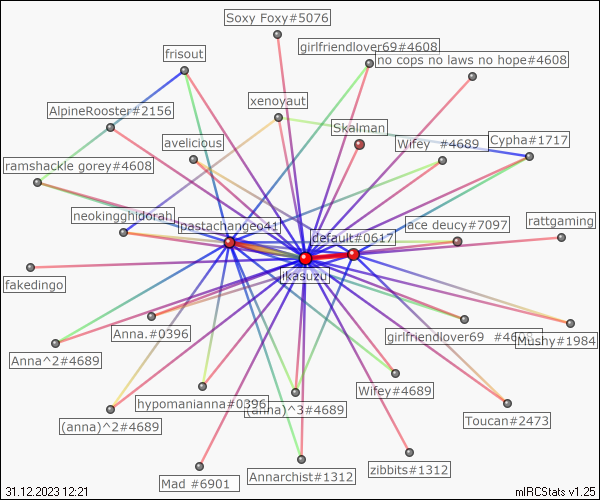 Soxy Foxy#5076
girlfriendlover69#4608
frisout
no cops no laws no hope#4608
xenoyaut
AlpineRooster#2156
Skalman
avelicious
Wifey #4689
Cypha#1717
ramshackle gorey#4608
neokingghidorah
pastachangeo41
ace deucy#7097
rattgaming
default#0617
jikasuzu
fakedingo
Anna.#0396
girlfriendlover69 #4608
Mushy#1984
Anna^2#4689
hypomanianna#0396
Wifey#4689
(anna)^3#4689
Toucan#2473
(anna)^2#4689
Mad #6901
Annarchist#1312
zibbits#1312
31.12.2023 12:21
mIRCStats v1.25